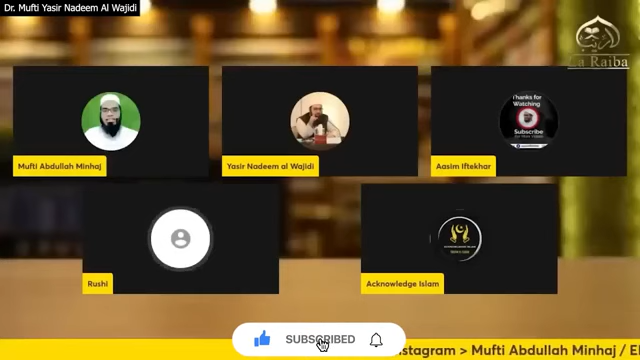 Dr. Mufti Yasir Nadeem Al Wajidi
La Raiba
Thanks for
Watching
Subscribe
Mufti Abdullah Minhaj
Yasir Nadeem al Wajidi
Aasim Iftekhar
Rushi
Acknowledge Islam
SUBSCRIBED
nstagram > Mufti Abdullah Minhaj / E